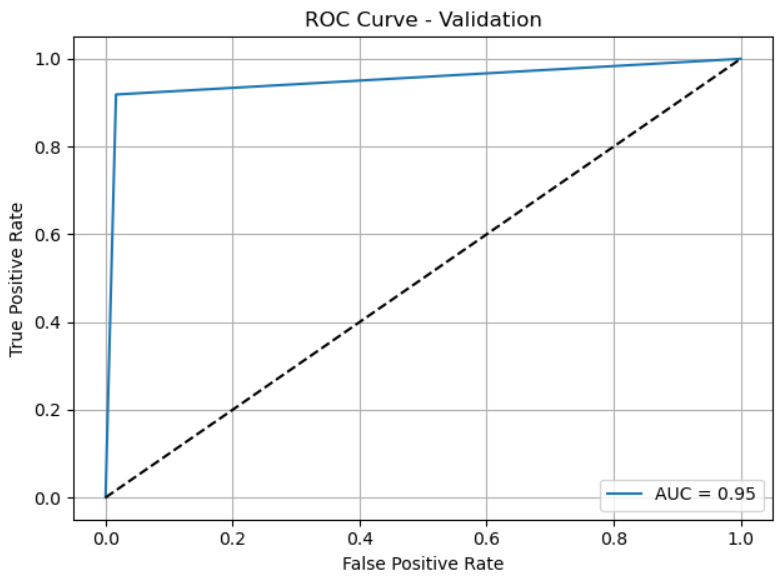 ROC Curve - Validation
True Positive Rate
1.0
0.8
0.6
0.4
0.2
0.0
AUC = 0.95
0.0 0.2 0.4 0.6 0.8 1.0
False Positive Rate